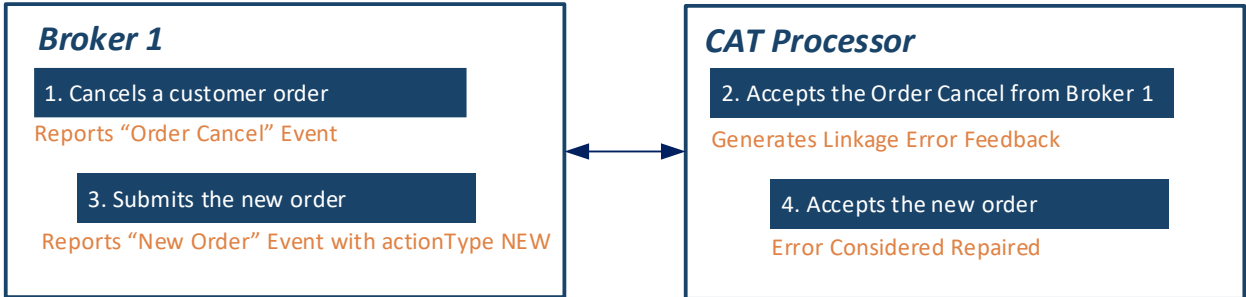 Broker 1
1. Cancels a customer order
Reports “Order Cancel” Event
3. Submits the new order
Reports “New Order” Event with actionType NEW
CAT Processor
2. Accepts the Order Cancel from Broker 1
Generates Linkage Error Feedback
4. Accepts the new order
Error Considered Repaired